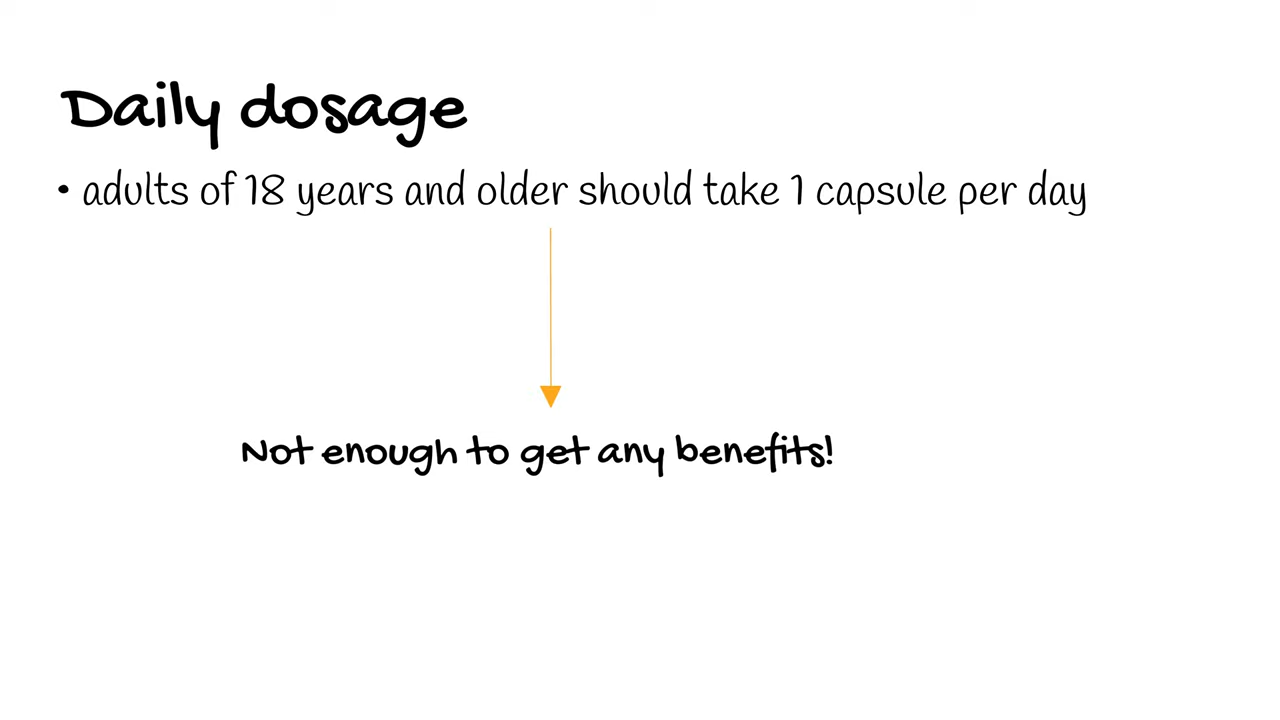 Daily dosage
• adults of 18 years and older should take 1 capsule per day
Not enough to get any benefits!